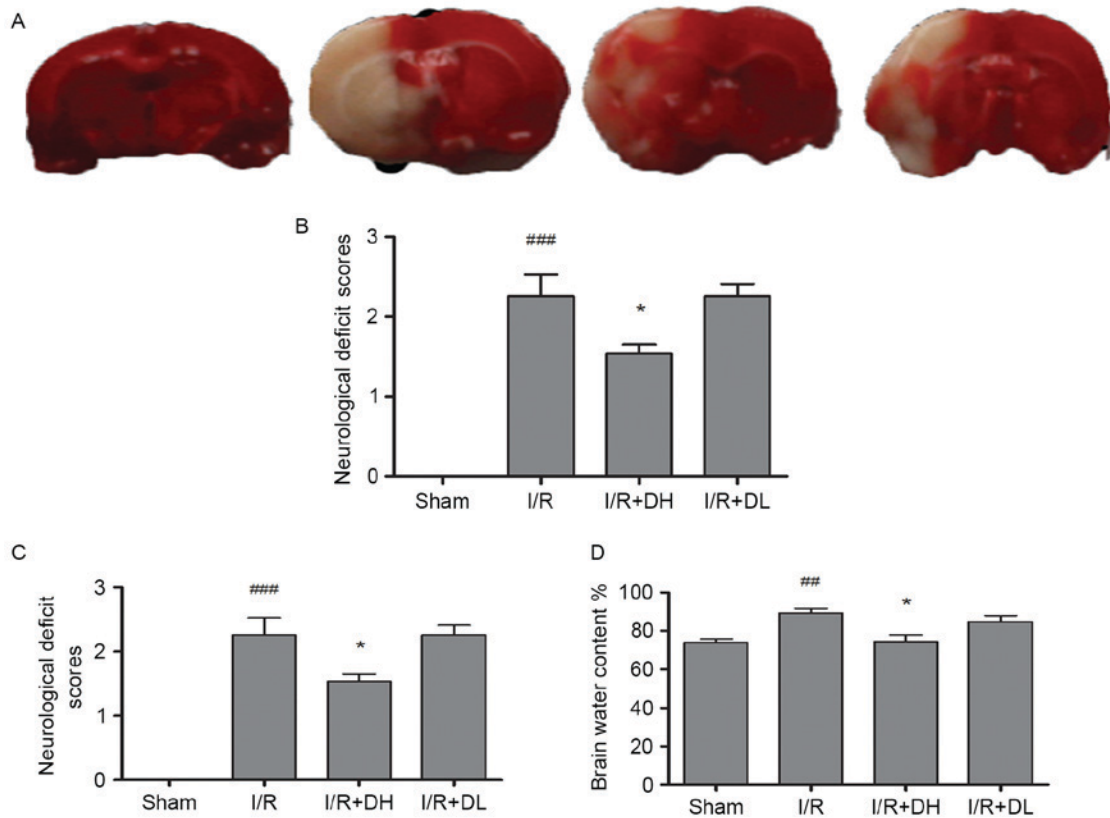 A
B
Neurological deficit scores
3
2
1
0
###
*
Sham I/R I/R+DH I/R+DL
C
Neurological deficit
scores
3
2
1
0
###
*
Sham I/R I/R+DH I/R+DL
D
Brain water content %
100
80
60
40
20
0
##
*
Sham I/R I/R+DH I/R+DL